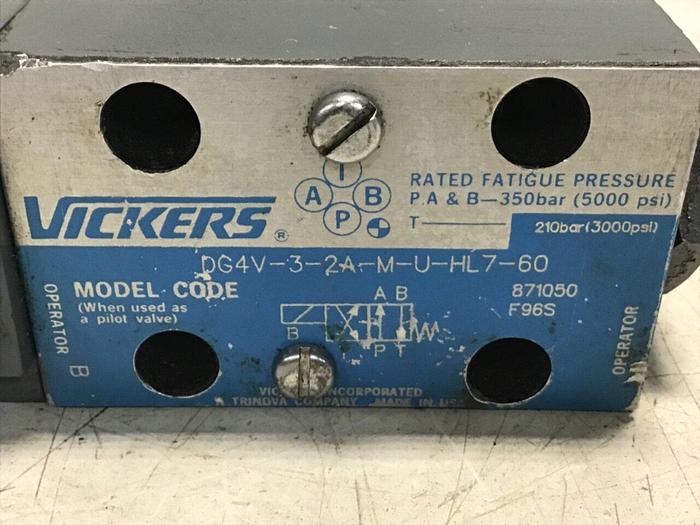 T
A B
P
VICKERS ®
RATED FATIGUE PRESSURE
P.A & B—350bar (5000 psi)
T— 210bar (3000psi)
DG4V-3-2A-M-U-HL7-60
MODEL CODE
(When used as
a pilot valve)
871050
F96S
A B
B
P T
OPERATOR B
OPERATOR
INCORPORATED
A TRINOVA COMPANY MADE IN